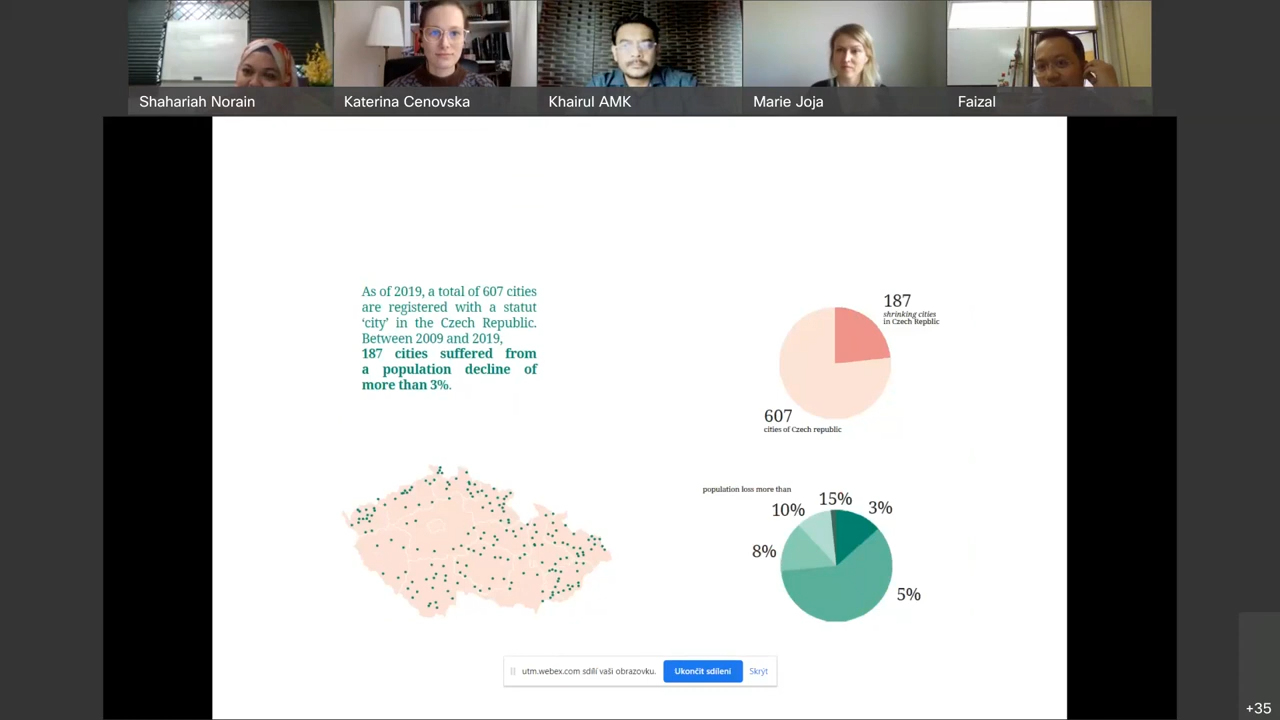 Shahariah Norain
Katerina Cenovska
Khairul AMK
Marie Joja
Faizal
As of 2019, a total of 607 cities
are registered with a statut
‘city’ in the Czech Republic.
Between 2009 and 2019,
187 cities suffered from
a population decline of
more than 3%.
187
shrinking cities
in Czech Repblic
607
cities of Czech republic
population loss more than
15%
3%
10%
8%
5%
utm.webex.com sdílí vaši obrazovku.
Ukončit sdílení
Skrýt
+35